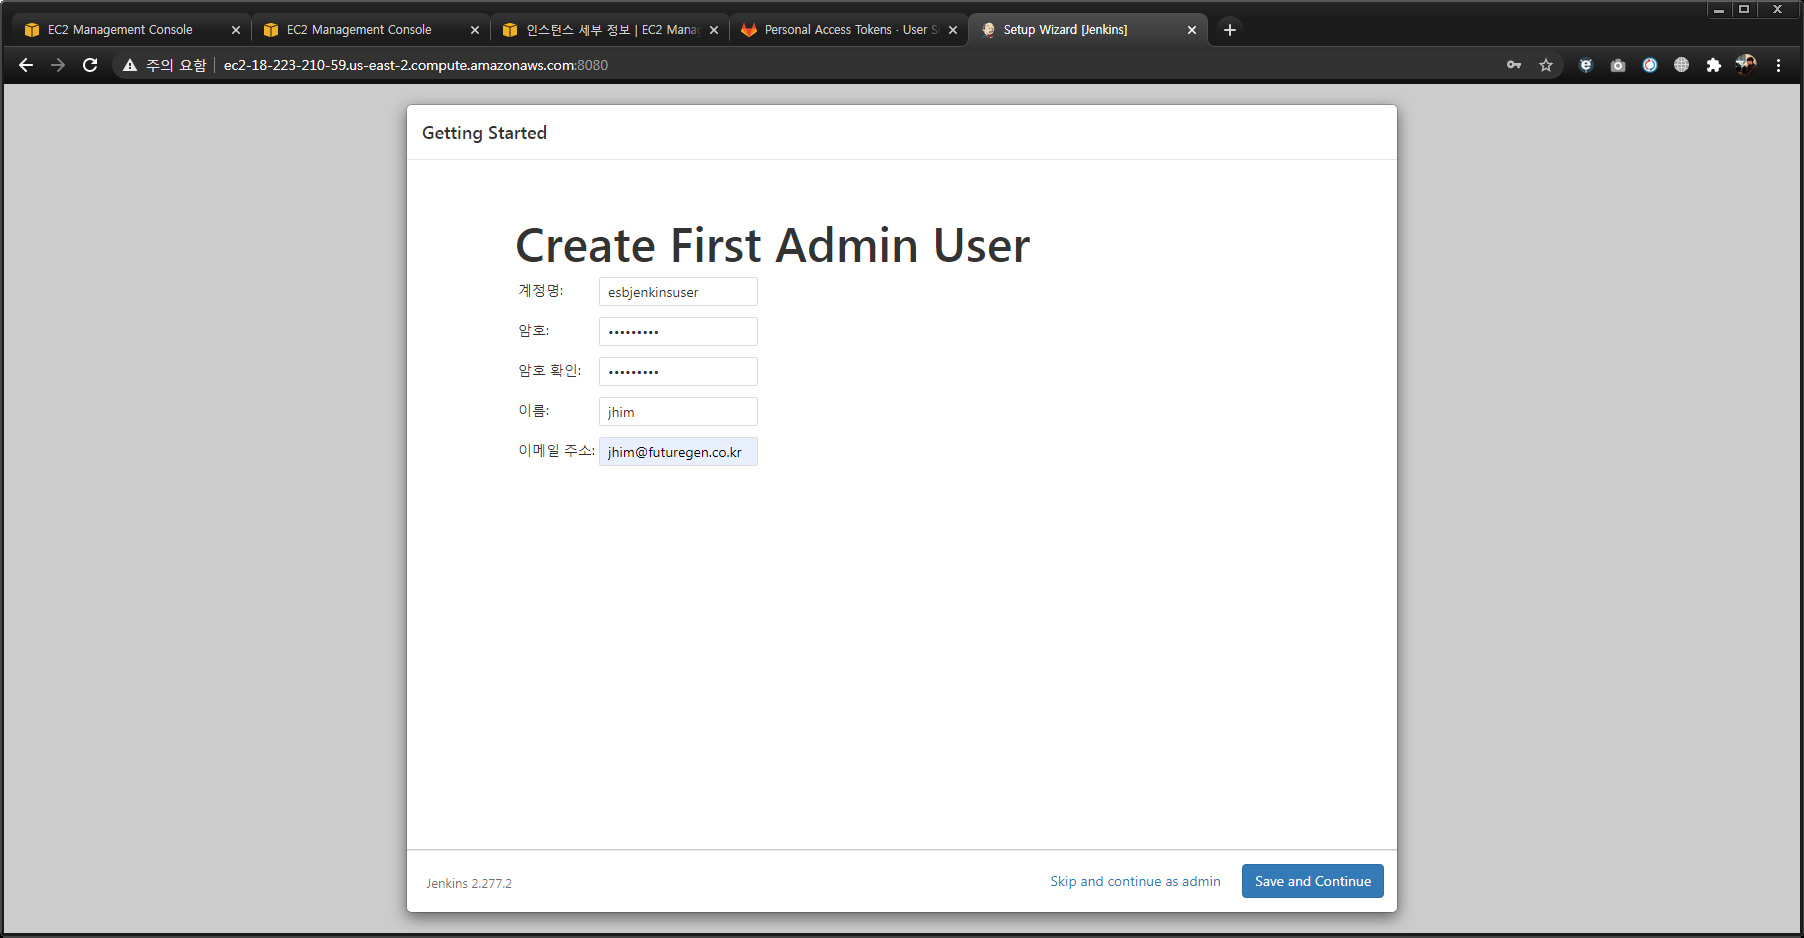 EC2 Management Console
EC2 Management Console
인스턴스 세부 정보 | EC2 Mana
Personal Access Tokens · User S
Setup Wizard [Jenkins]
주의 요함 ec2-18-223-210-59.us-east-2.compute.amazonaws.com:8080
Getting Started
Create First Admin User
계정명: esbjenkinsuser
암호: •••••••••
암호 확인: •••••••••
이름: jhim
이메일 주소: jhim@futuregen.co.kr
Jenkins 2.277.2
Skip and continue as admin
Save and Continue